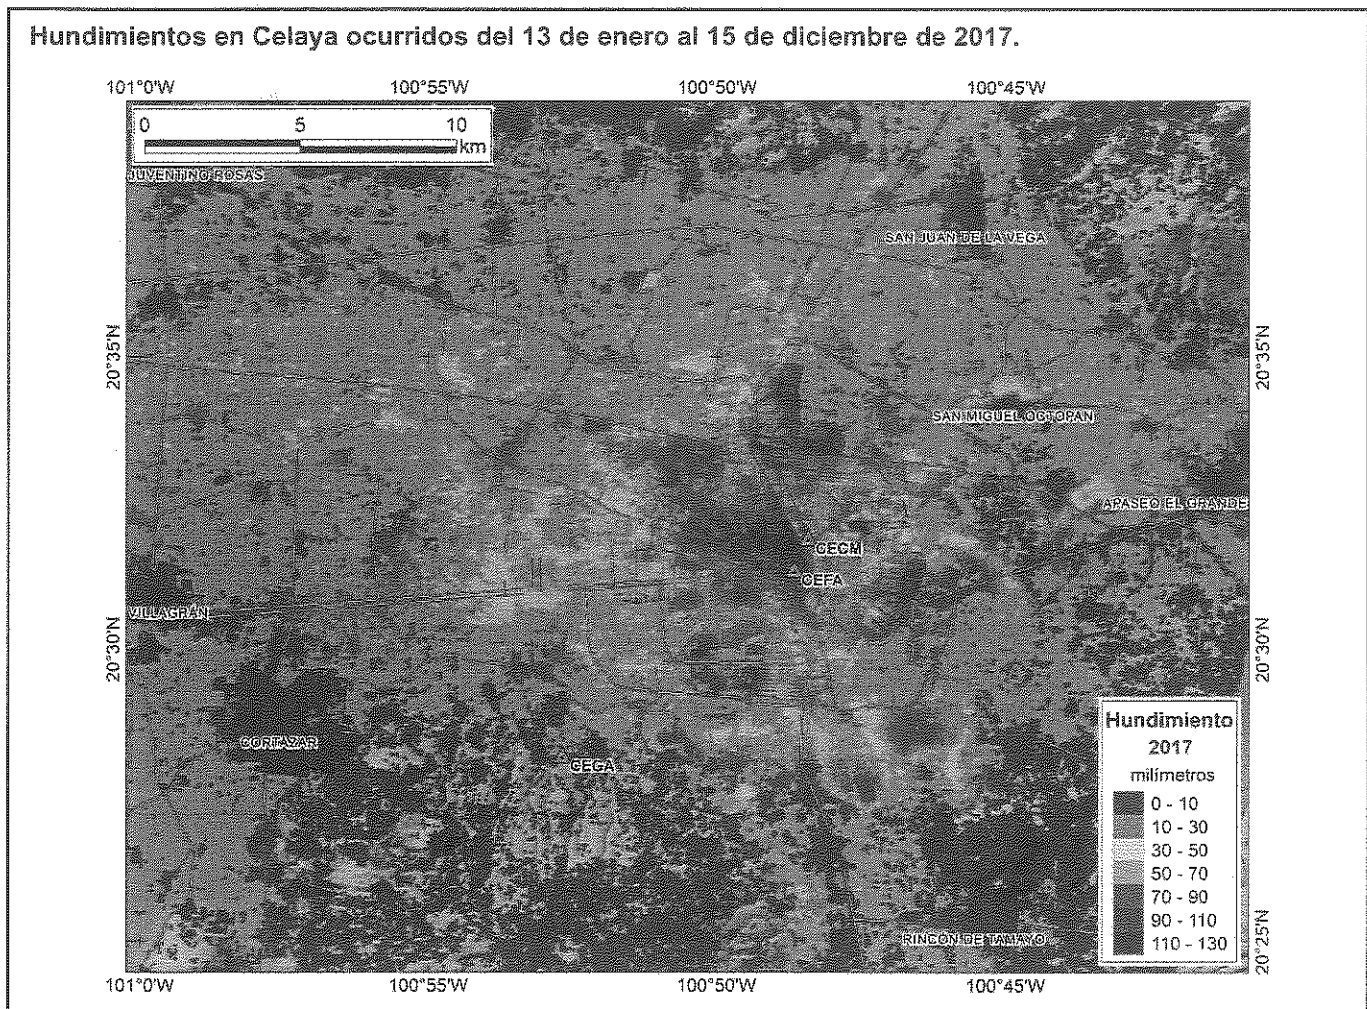 Hundimientos en Celaya ocurridos del 13 de enero al 15 de diciembre de 2017.
101°0'W 100°55'W 100°50'W 100°45'W
0 5 10
km
JUVENTINO ROSAS
SAN JUAN DE LA VEGA
20°35'N 20°35'N
SAN MIGUEL OCTOPAN
APASEO EL GRANDE
CECM
CEFA
VILLAGRÁN
20°30'N 20°30'N
CORTAZAR
CEGA
Hundimiento
2017
milímetros
0 - 10
10 - 30
30 - 50
50 - 70
70 - 90
90 - 110
110 - 130
RINCÓN DE TAMAYO
20°25'N
101°0'W 100°55'W 100°50'W 100°45'W